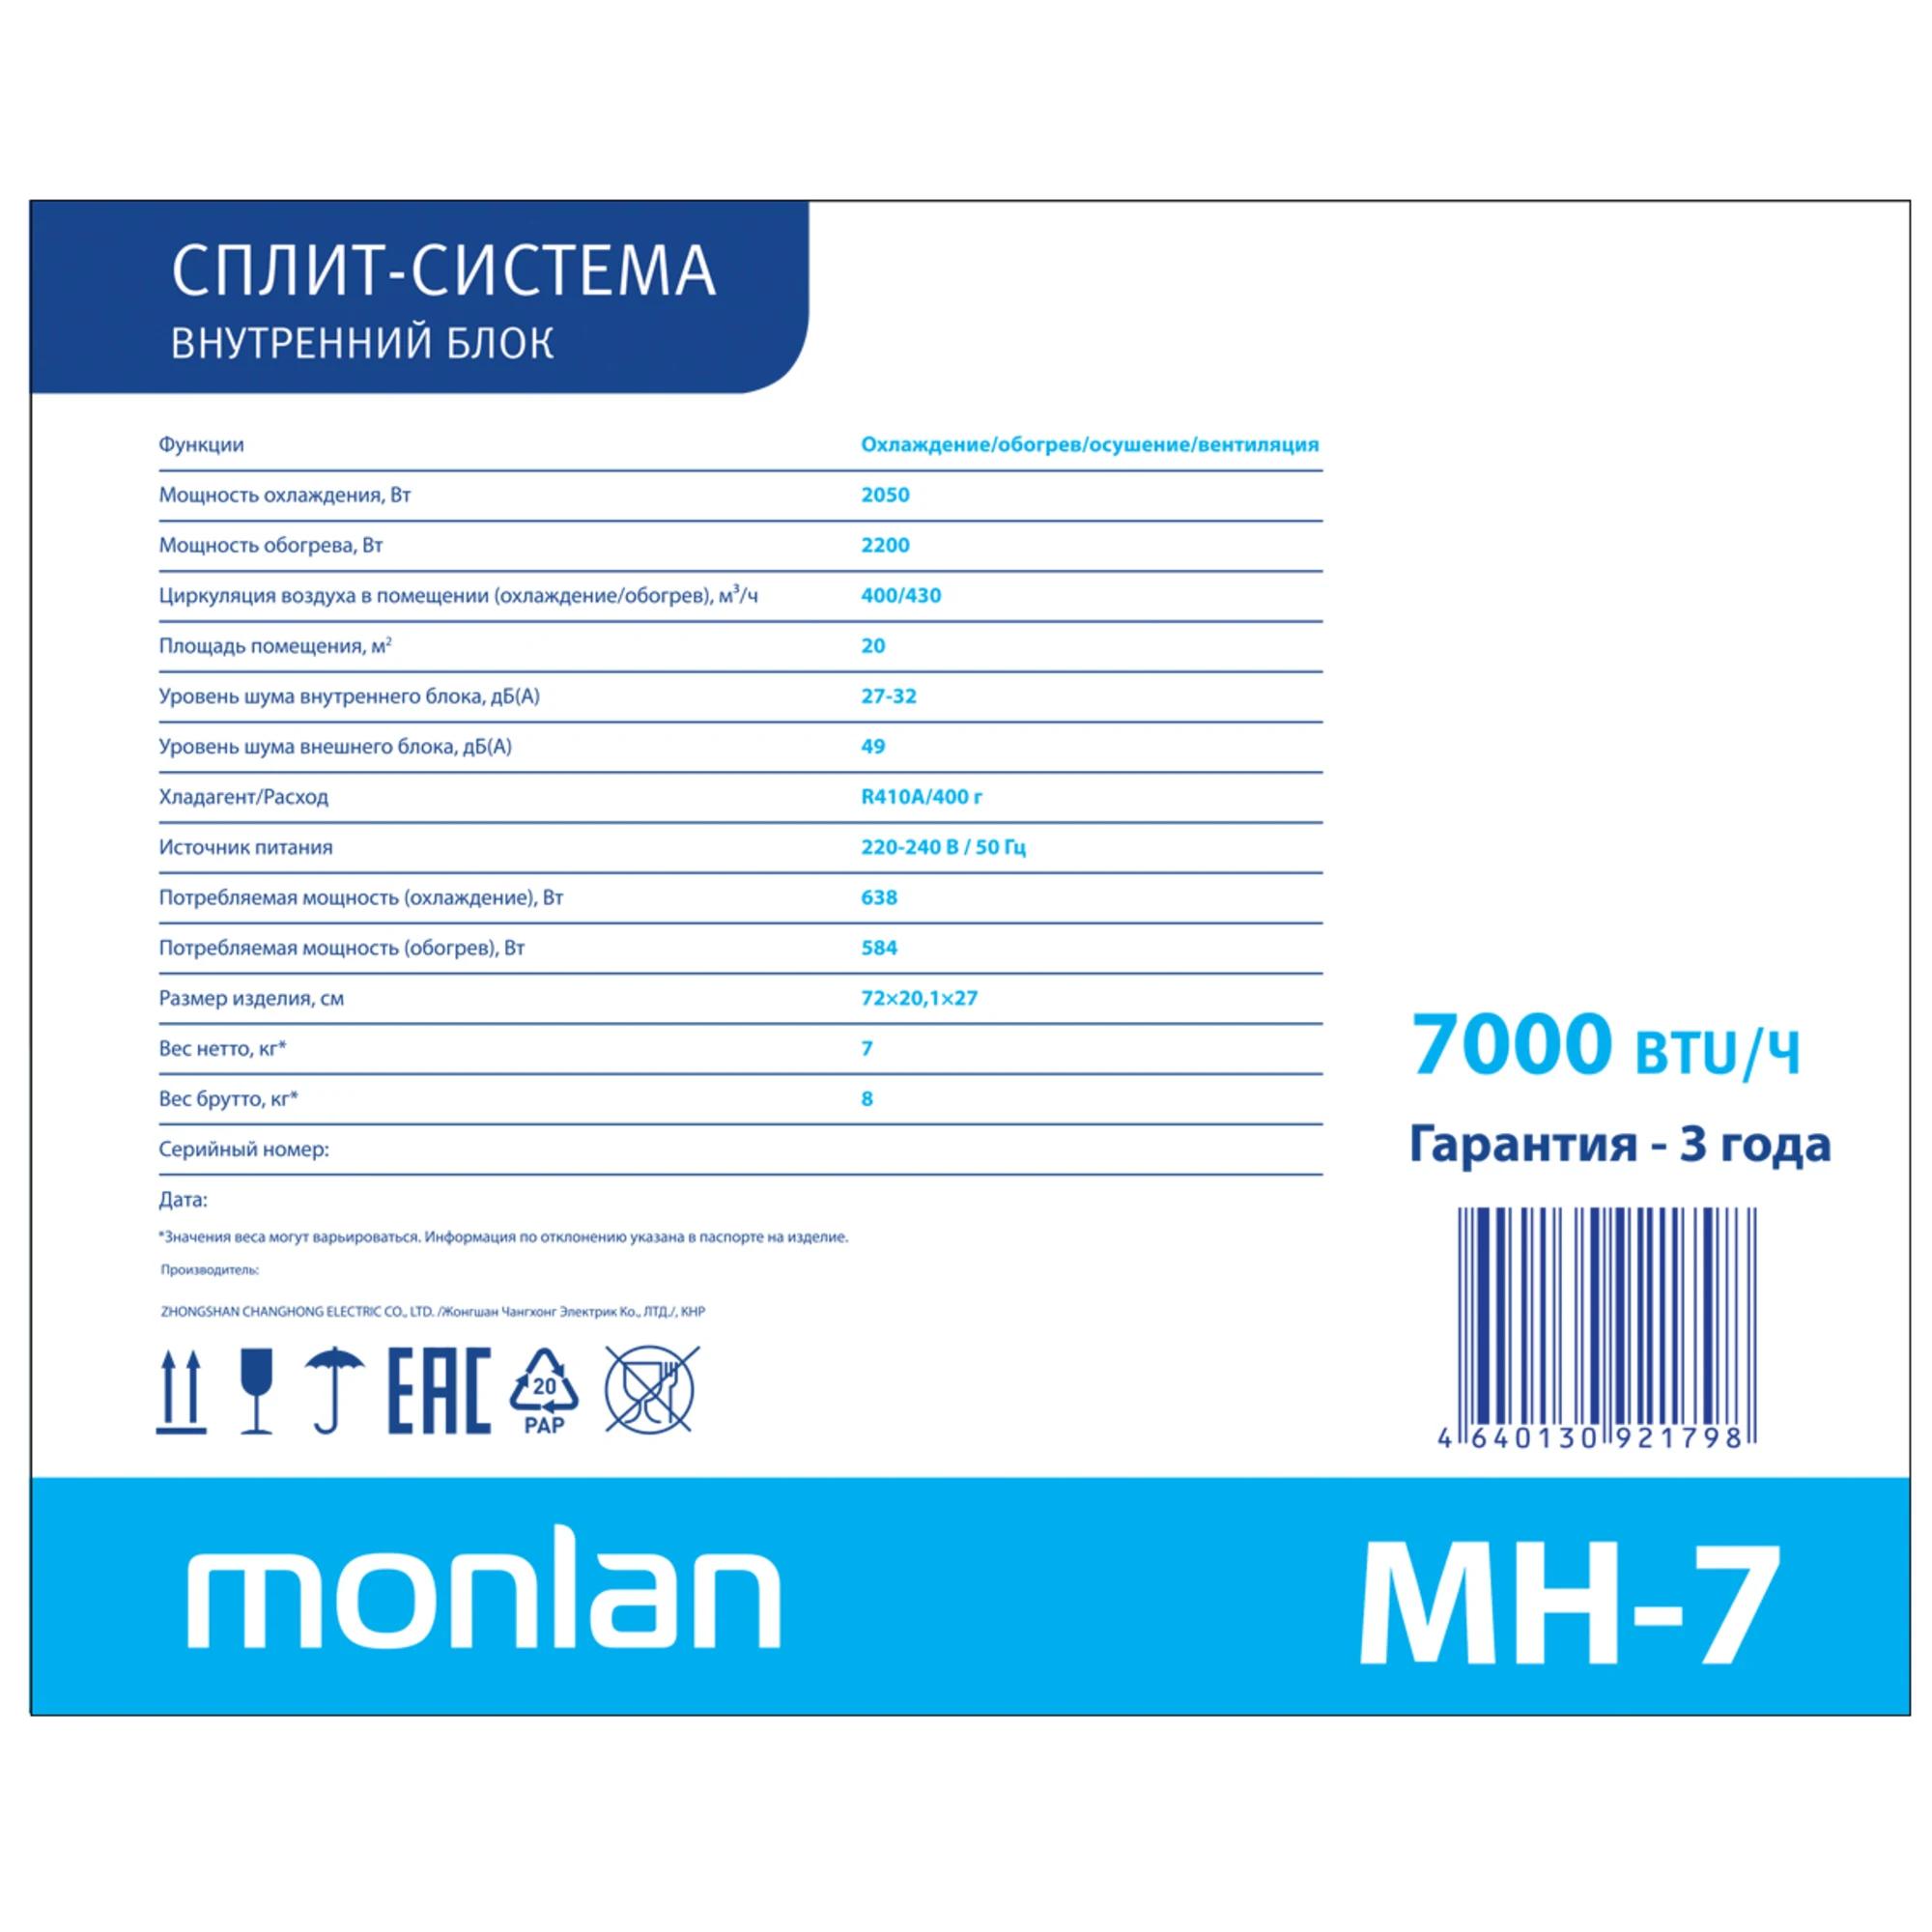 СПЛИТ-СИСТЕМА
ВНУТРЕННИЙ БЛОК
Функции Охлаждение/обогрев/осушение/вентиляция
Мощность охлаждения, Вт 2050
Мощность обогрева, Вт 2200
Циркуляция воздуха в помещении (охлаждение/обогрев), м³/ч 400/430
Площадь помещения, м² 20
Уровень шума внутреннего блока, дБ(А) 27-32
Уровень шума внешнего блока, дБ(А) 49
Хладагент/Расход R410A/400 г
Источник питания 220-240 В / 50 Гц
Потребляемая мощность (охлаждение), Вт 638
Потребляемая мощность (обогрев), Вт 584
Размер изделия, см 72×20,1×27
Вес нетто, кг* 7
Вес брутто, кг* 8
Серийный номер:
Дата:
*Значения веса могут варьироваться. Информация по отклонению указана в паспорте на изделие.
Производитель:
ZHONGSHAN CHANGHONG ELECTRIC CO., LTD. /Жонгшан Чангхонг Электрик Ко., ЛТД./, КНР
EAC
20
PAP
7000 BTU/Ч
Гарантия - 3 года
4 640130 921798
monlan
MH-7